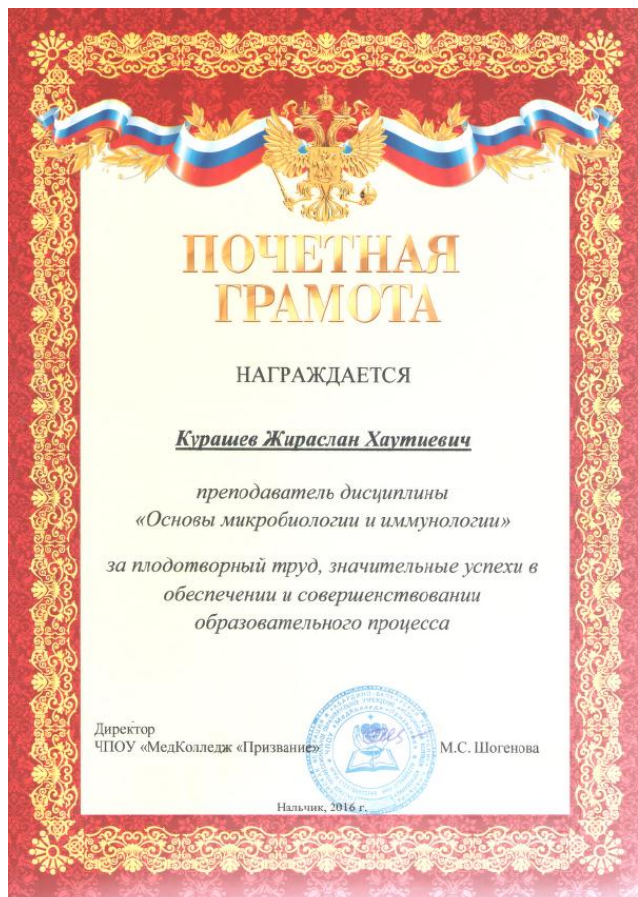 ПОЧЕТНАЯ
ГРАМОТА
НАГРАЖДАЕТСЯ
Курашев Жираслан Хаутиевич
преподаватель дисциплины
«Основы микробиологии и иммунологии»
за плодотворный труд, значительные успехи в
обеспечении и совершенствовании
образовательного процесса
Директор
ЧПОУ «МедКолледж «Призвание»
М.С. Шогенова
Нальчик, 2016 г.